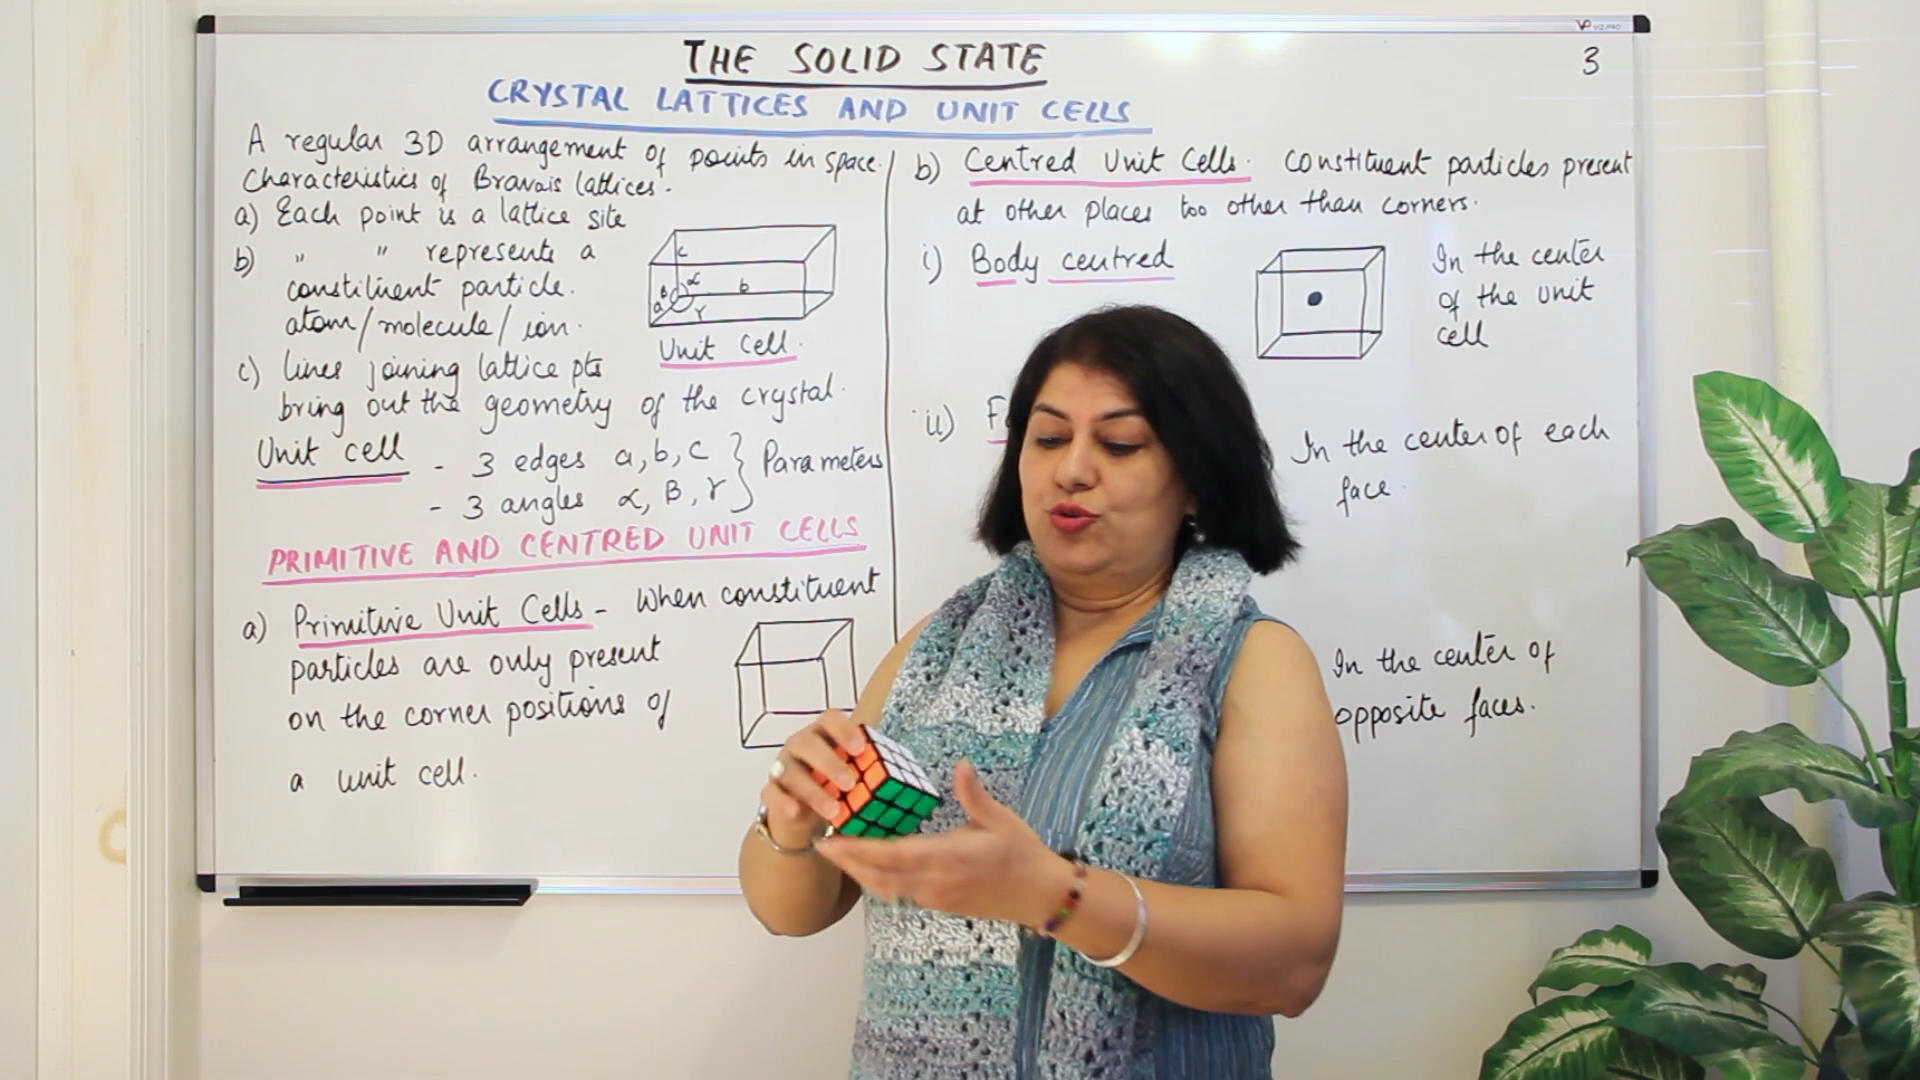 THE SOLID STATE
3
CRYSTAL LATTICES AND UNIT CELLS
A regular 3D arrangement of points in space.
Characteristics of Bravais lattices.
a) Each point is a lattice site
b) " " represents a
constituent particle.
atom/molecule/ion.
c) lines joining lattice pts
bring out the geometry of the crystal.
c
α
β
b
a
γ
Unit cell.
Unit cell - 3 edges a, b, c } Parameters
- 3 angles α, β, γ
PRIMITIVE AND CENTRED UNIT CELLS
a) Primitive Unit Cells - When constituent
particles are only present
on the corner positions of
a unit cell.
b) Centred Unit Cells. Constituent particles present
at other places too other than corners.
i) Body centred
In the center
of the unit
cell
ii)
In the center of each
face.
In the center of
opposite faces.